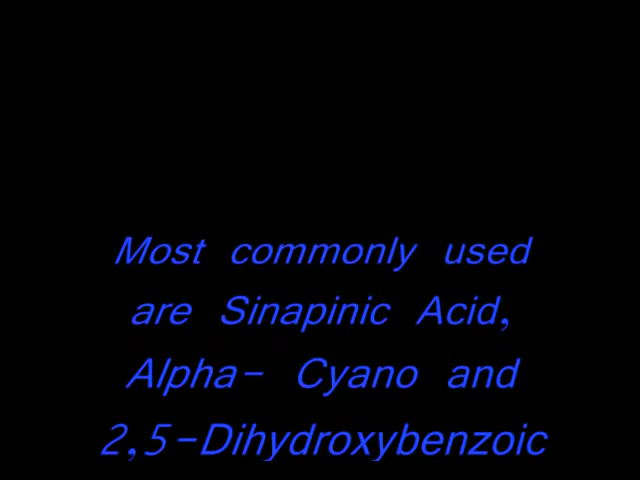 Most commonly used
are Sinapinic Acid,
Alpha- Cyano and
2,5-Dihydroxybenzoic